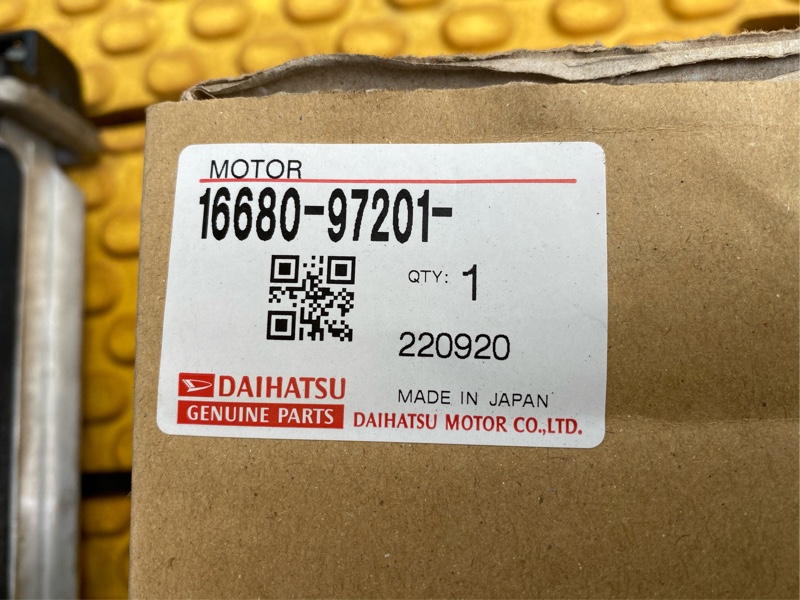 MOTOR
16680-97201-
QTY: 1
220920
DAIHATSU
GENUINE PARTS
MADE IN JAPAN
DAIHATSU MOTOR CO.,LTD.